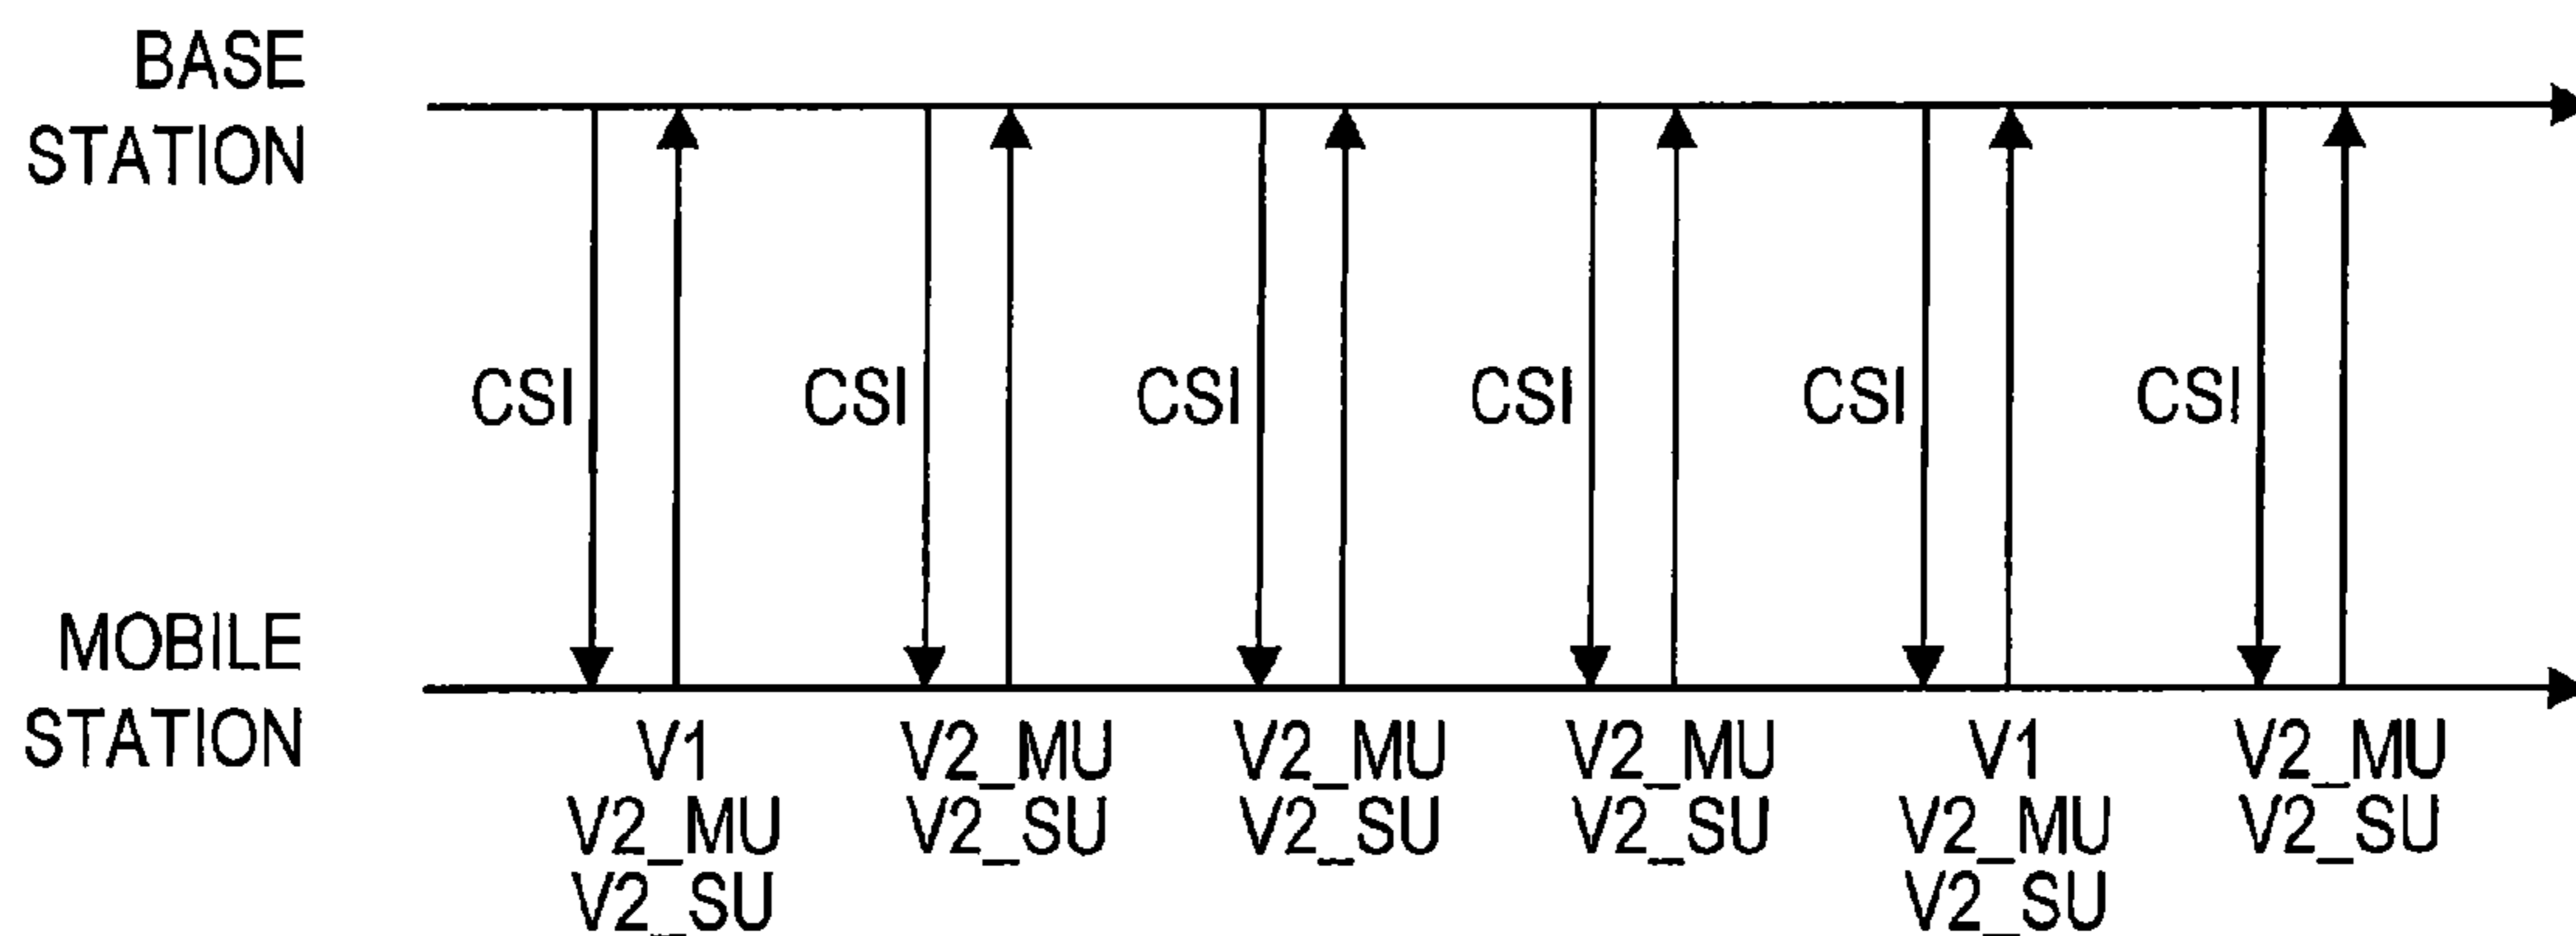 BASE
STATION
CSI
CSI
CSI
CSI
CSI
CSI
MOBILE
STATION
V1
V2_MU
V2_SU
V2_MU
V2_SU
V2_MU
V2_SU
V2_MU
V2_SU
V1
V2_MU
V2_SU
V2_MU
V2_SU